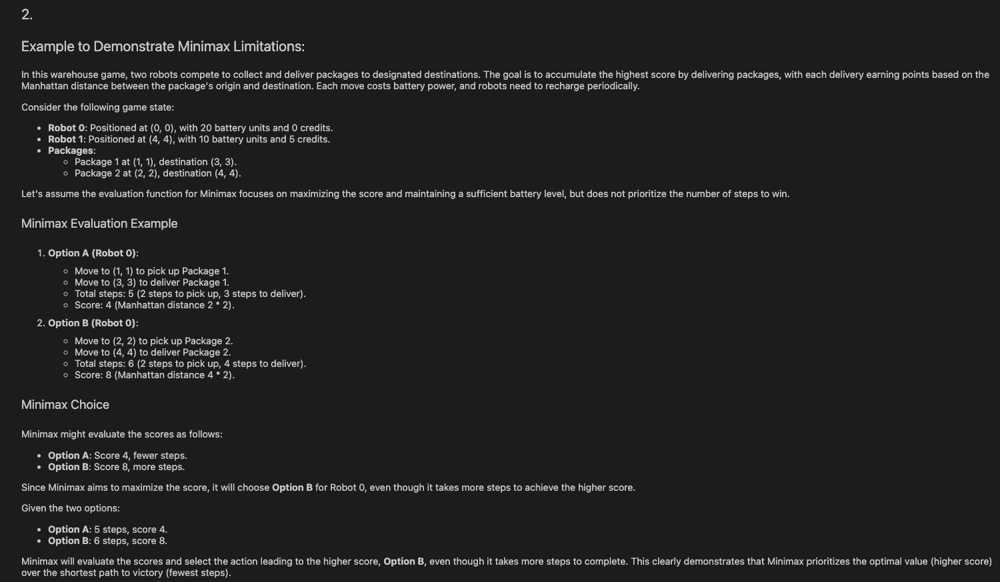 2.
Example to Demonstrate Minimax Limitations:
In this warehouse game, two robots compete to collect and deliver packages to designated destinations. The goal is to accumulate the highest score by delivering packages, with each delivery earning points based on the
Manhattan distance between the package's origin and destination. Each move costs battery power, and robots need to recharge periodically.
Consider the following game state:
• Robot 0: Positioned at (0, 0), with 20 battery units and 0 credits.
• Robot 1: Positioned at (4, 4), with 10 battery units and 5 credits.
• Packages:
◦ Package 1 at (1, 1), destination (3, 3).
◦ Package 2 at (2, 2), destination (4, 4).
Let's assume the evaluation function for Minimax focuses on maximizing the score and maintaining a sufficient battery level, but does not prioritize the number of steps to win.
Minimax Evaluation Example
1. Option A (Robot 0):
◦ Move to (1, 1) to pick up Package 1.
◦ Move to (3, 3) to deliver Package 1.
◦ Total steps: 5 (2 steps to pick up, 3 steps to deliver).
◦ Score: 4 (Manhattan distance 2 * 2).
2. Option B (Robot 0):
◦ Move to (2, 2) to pick up Package 2.
◦ Move to (4, 4) to deliver Package 2.
◦ Total steps: 6 (2 steps to pick up, 4 steps to deliver).
◦ Score: 8 (Manhattan distance 4 * 2).
Minimax Choice
Minimax might evaluate the scores as follows:
• Option A: Score 4, fewer steps.
• Option B: Score 8, more steps.
Since Minimax aims to maximize the score, it will choose Option B for Robot 0, even though it takes more steps to achieve the higher score.
Given the two options:
• Option A: 5 steps, score 4.
• Option B: 6 steps, score 8.
Minimax will evaluate the scores and select the action leading to the higher score, Option B, even though it takes more steps to complete. This clearly demonstrates that Minimax prioritizes the optimal value (higher score)
over the shortest path to victory (fewest steps).